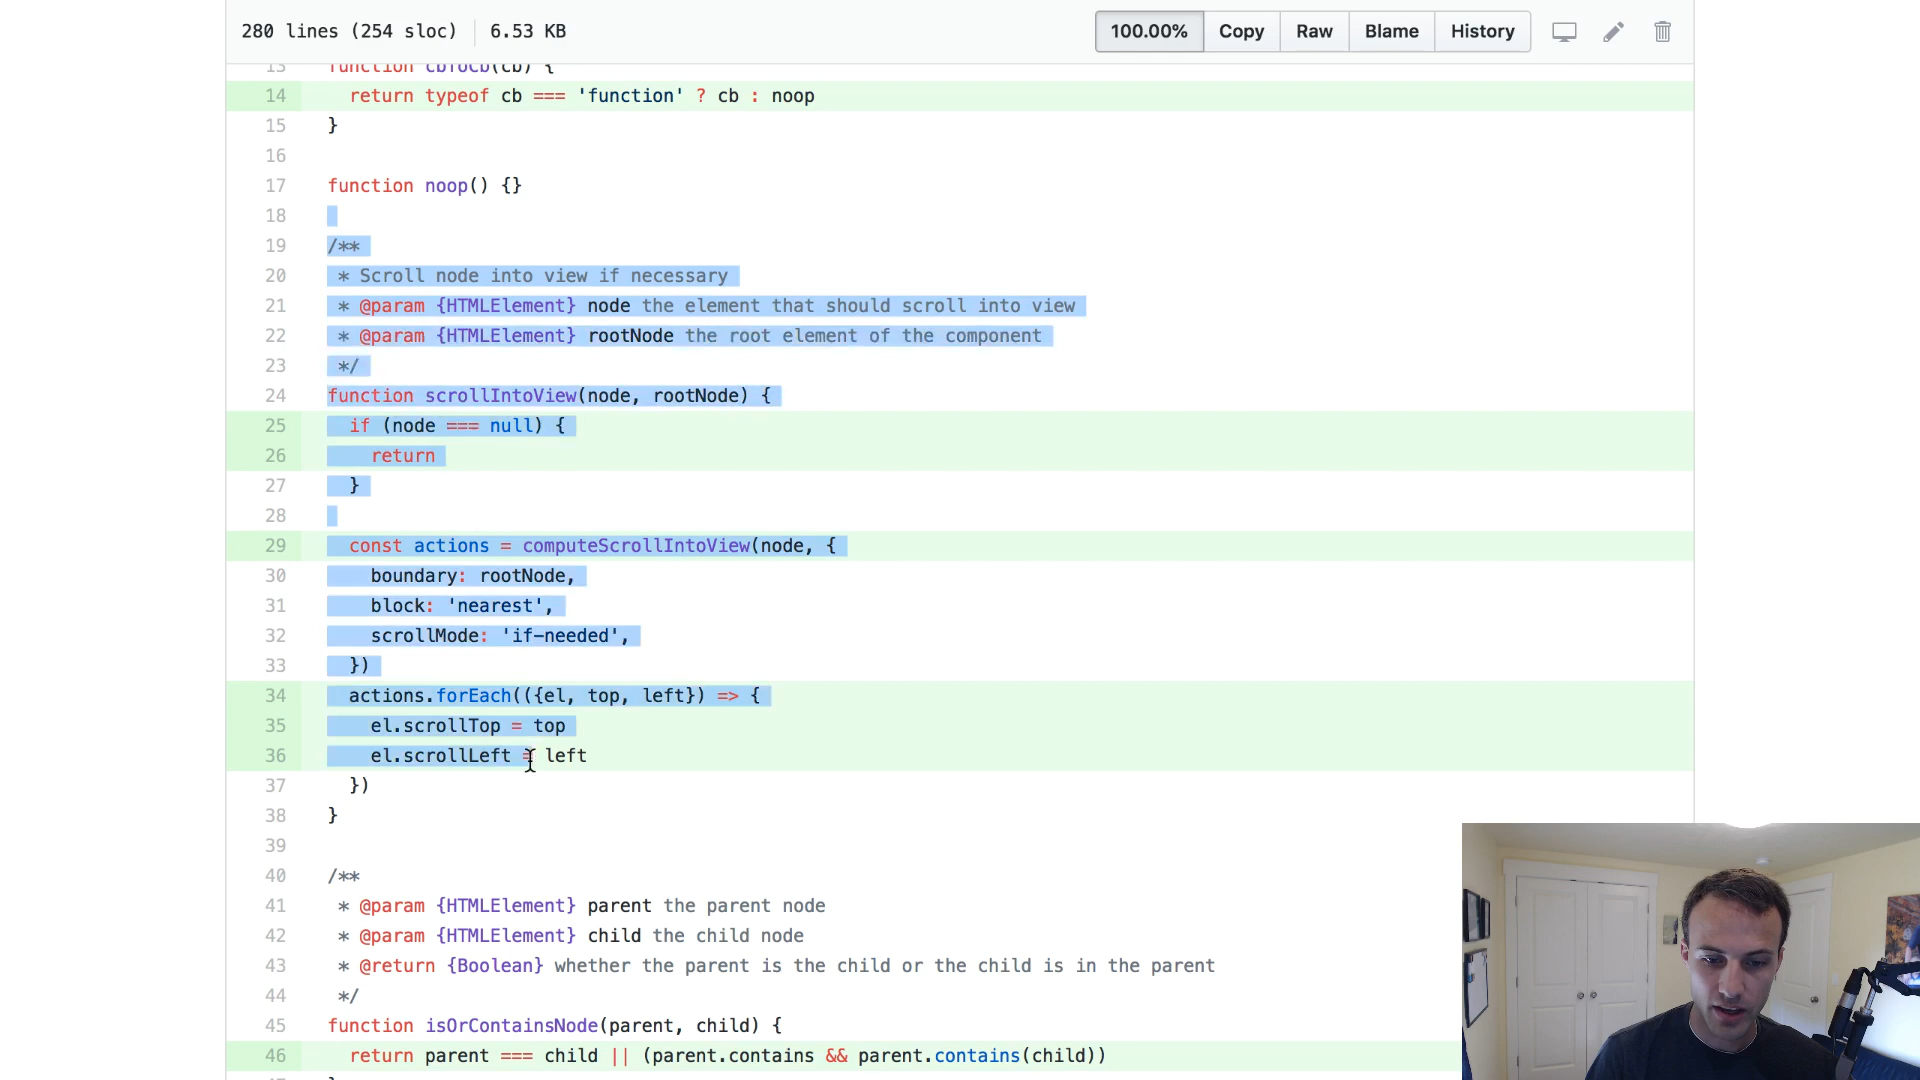 280 lines (254 sloc) 6.53 KB 100.00% Copy Raw Blame History
13 function cbToCb(cb) {
14 return typeof cb === 'function' ? cb : noop
15 }
16
17 function noop() {}
18
19 /**
20 * Scroll node into view if necessary
21 * @param {HTMLElement} node the element that should scroll into view
22 * @param {HTMLElement} rootNode the root element of the component
23 */
24 function scrollIntoView(node, rootNode) {
25 if (node === null) {
26 return
27 }
28
29 const actions = computeScrollIntoView(node, {
30 boundary: rootNode,
31 block: 'nearest',
32 scrollMode: 'if-needed',
33 })
34 actions.forEach(({el, top, left}) => {
35 el.scrollTop = top
36 el.scrollLeft = left
37 })
38 }
39
40 /**
41 * @param {HTMLElement} parent the parent node
42 * @param {HTMLElement} child the child node
43 * @return {Boolean} whether the parent is the child or the child is in the parent
44 */
45 function isOrContainsNode(parent, child) {
46 return parent === child || (parent.contains && parent.contains(child))